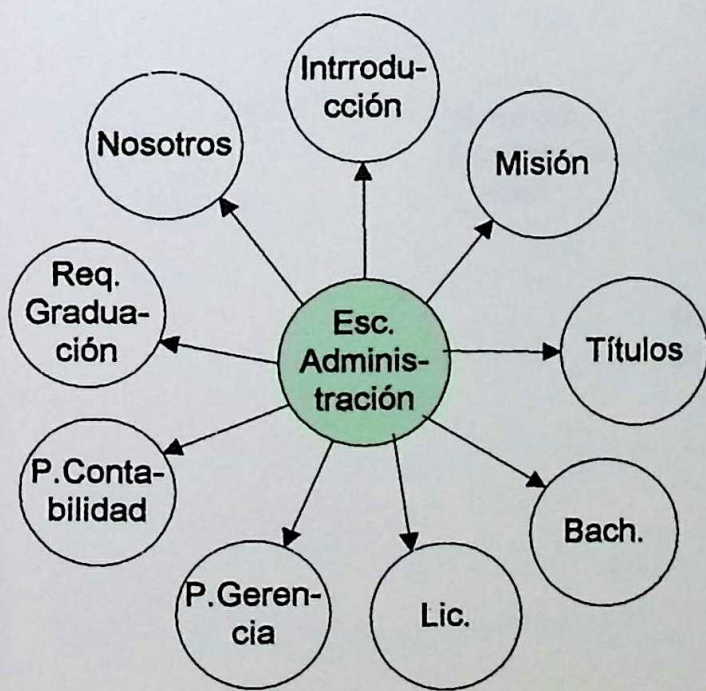 Intrrodu-
cción
Nosotros
Misión
Req.
Gradua-
ción
Esc.
Adminis-
tración
Títulos
P.Conta-
bilidad
Bach.
P.Geren-
cia
Lic.